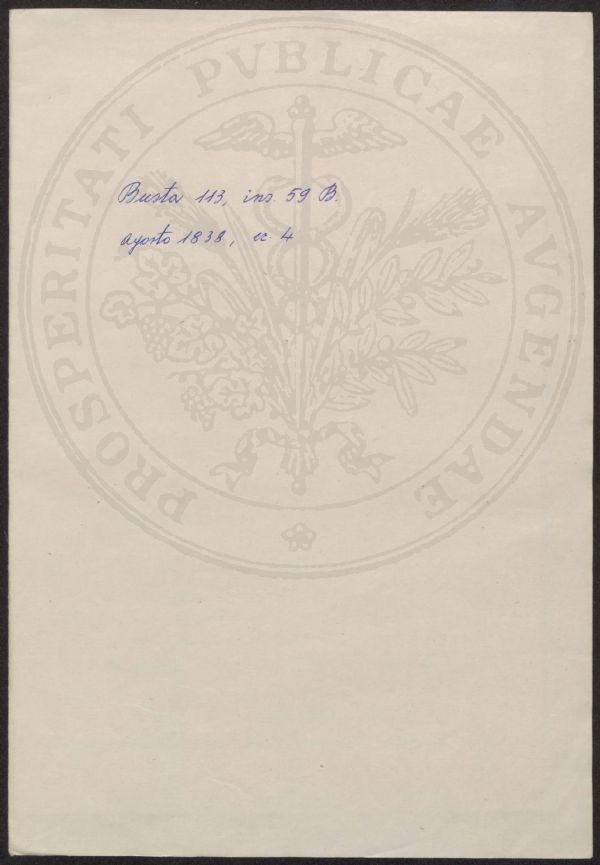 PROSPERITATI PVBLICAE AVGENDAE
Busta 113, ins. 59 B.
agosto 1838, cc. 4